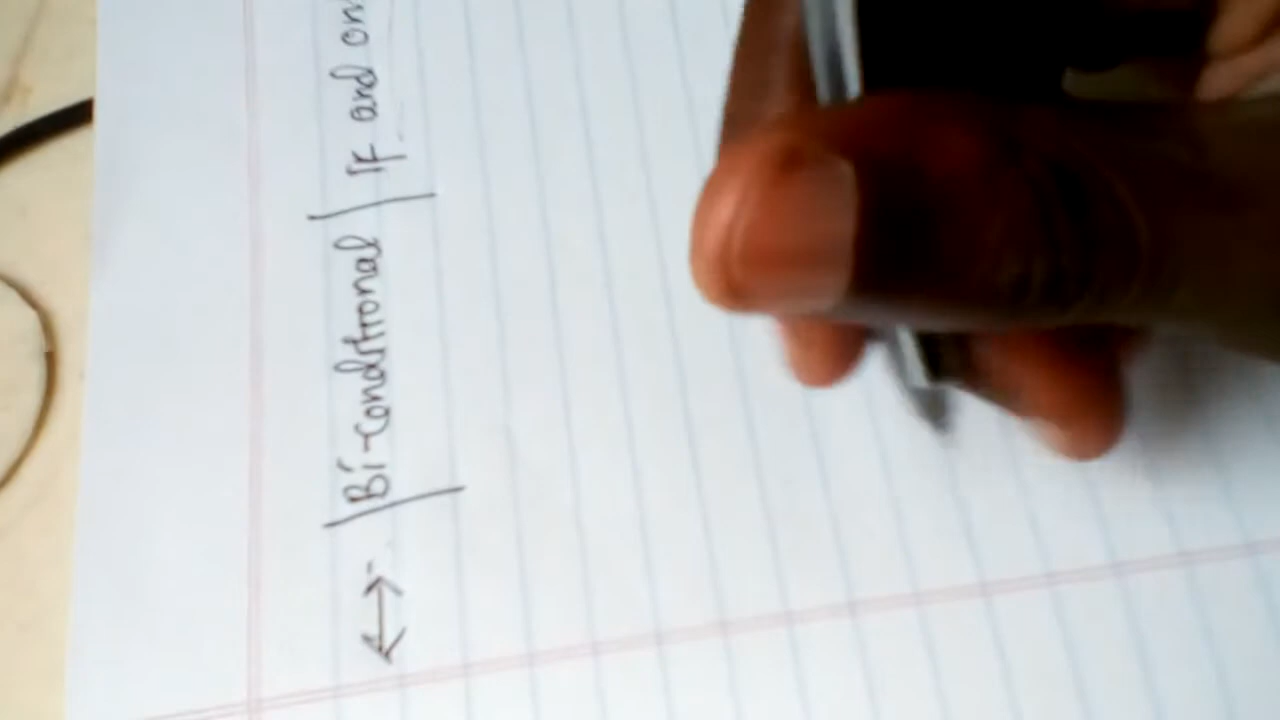 ↔ / Bi-conditional / If and on